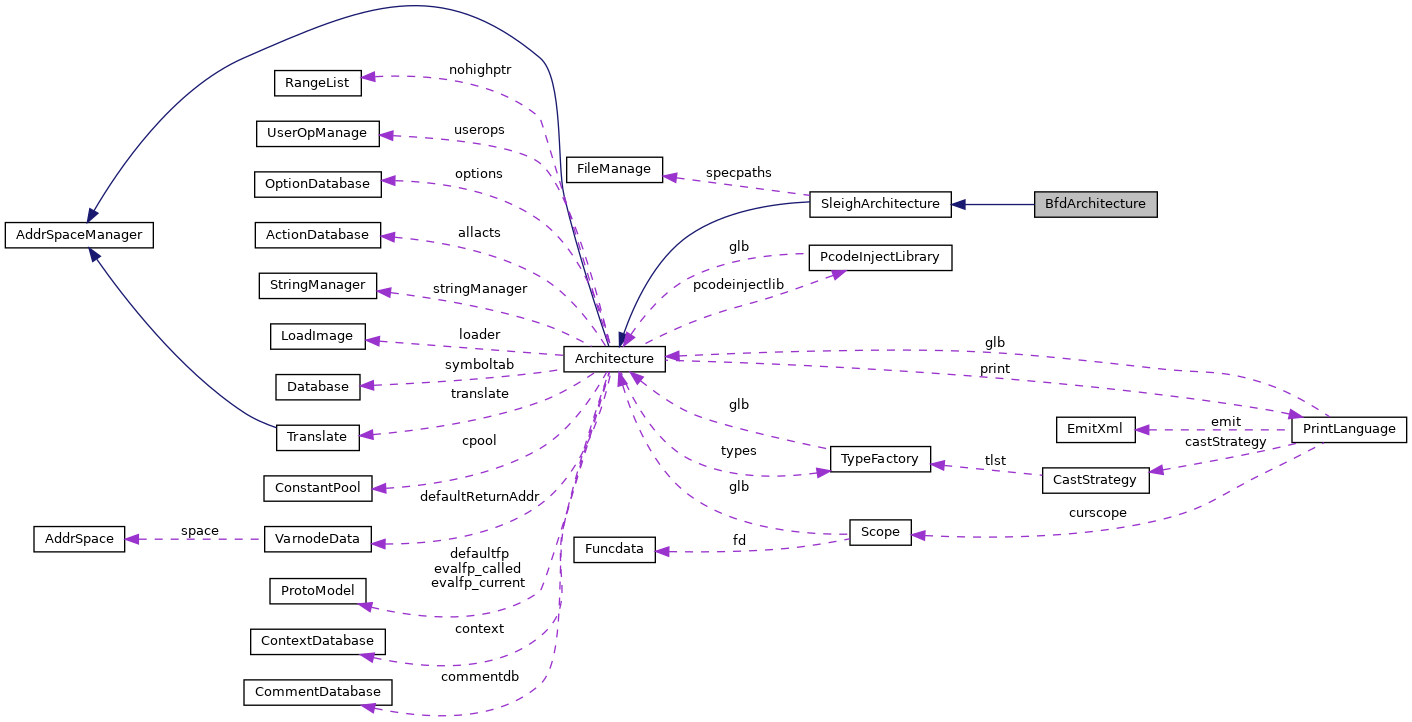 nohighptr
RangeList
userops
UserOpManage
options
OptionDatabase
FileManage
specpaths
SleighArchitecture
BfdArchitecture
allacts
ActionDatabase
AddrSpaceManager
glb
PcodeInjectLibrary
stringManager
StringManager
pcodeinjectlib
loader
LoadImage
glb
Architecture
symboltab
print
Database
translate
glb
emit
Translate
cpool
EmitXml
PrintLanguage
castStrategy
types
TypeFactory
tlst
ConstantPool
glb
CastStrategy
defaultReturnAddr
curscope
space
AddrSpace
VarnodeData
Scope
fd
Funcdata
defaultfp
evalfp_called
evalfp_current
ProtoModel
context
ContextDatabase
commentdb
CommentDatabase